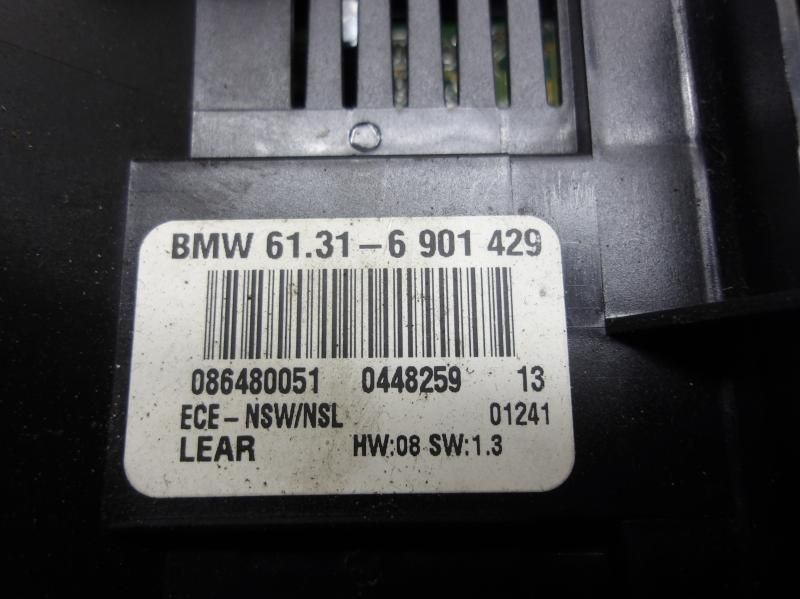 BMW 61.31-6 901 429
086480051 0448259 13
ECE-NSW/NSL 01241
LEAR HW:08 SW:1.3